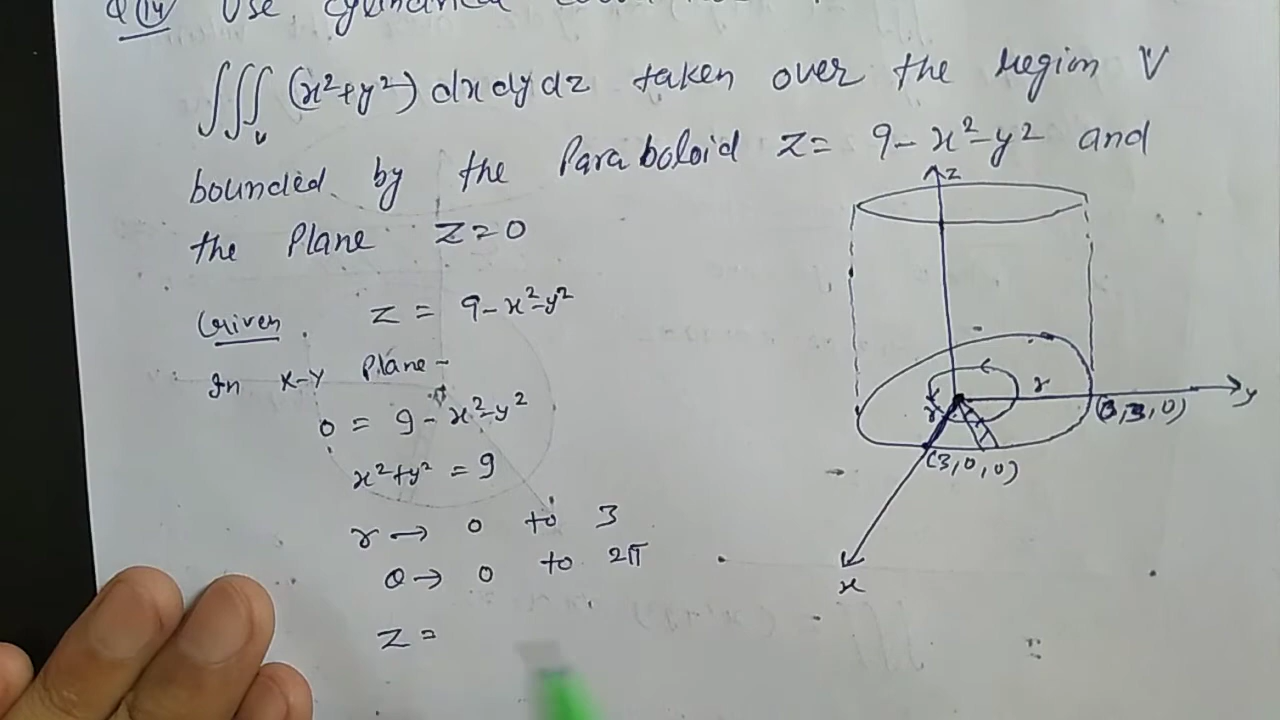 Q 14 Use cylindrical
∭_V (x²+y²) dx dy dz taken over the region V
bounded by the Paraboloid z = 9-x²-y² and
the Plane z=0
Given. z = 9-x²-y²
In X-Y Plane-
0 = 9-x²-y²
x²+y² = 9
r → 0 to 3
θ → 0 to 2π
z =
z
r
r
y
(0,3,0)
(3,0,0)
x